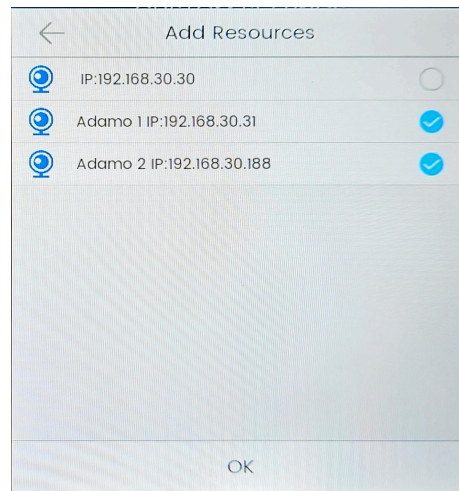 Add Resources
IP:192.168.30.30
Adamo 1 IP:192.168.30.31
Adamo 2 IP:192.168.30.188
OK